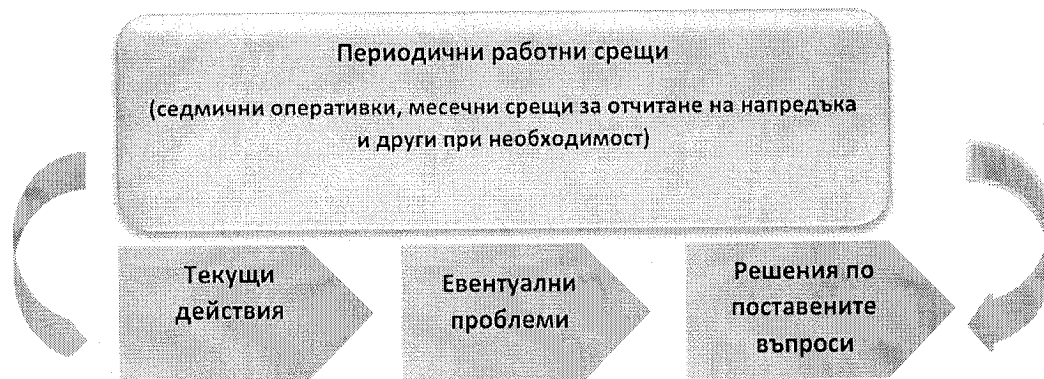 Периодични работни срещи
(седмични оперативки, месечни срещи за отчитане на напредъка
и други при необходимост)
Текущи
действия
Евентуални
проблеми
Решения по
поставените
въпроси